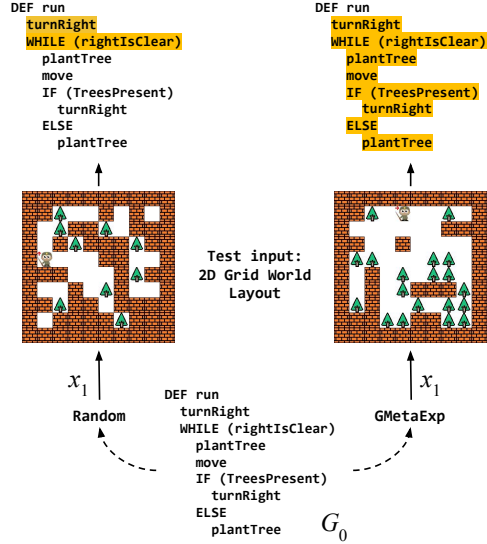 DEF run
turnRight
WHILE (rightIsClear)
plantTree
move
IF (TreesPresent)
turnRight
ELSE
plantTree
DEF run
turnRight
WHILE (rightIsClear)
plantTree
move
IF (TreesPresent)
turnRight
ELSE
plantTree
Test input:
2D Grid World
Layout
x₁
Random
x₁
GMetaExp
DEF run
turnRight
WHILE (rightIsClear)
plantTree
move
IF (TreesPresent)
turnRight
ELSE
plantTree
G₀